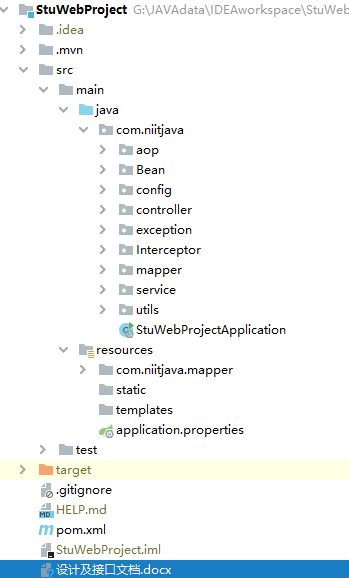 StuWebProject G:\JAVAdata\IDEAworkspace\StuWeb
.idea
.mvn
src
main
java
com.niitjava
aop
Bean
config
controller
exception
Interceptor
mapper
service
utils
StuWebProjectApplication
resources
com.niitjava.mapper
static
templates
application.properties
test
target
.gitignore
HELP.md
pom.xml
StuWebProject.iml
设计及接口文档.docx